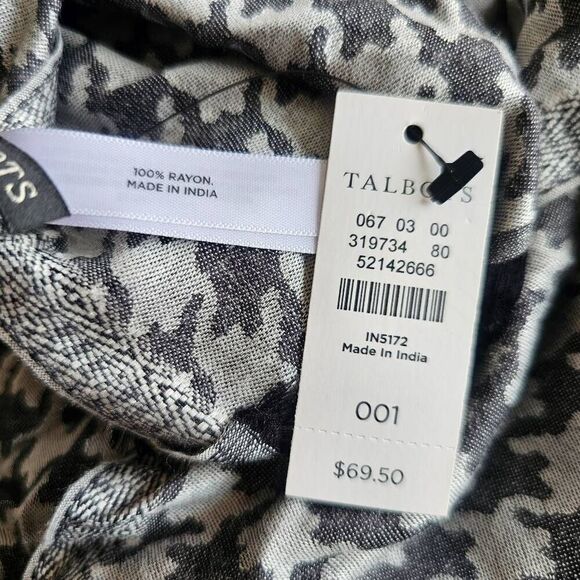 100% RAYON.
MADE IN INDIA
TALBOTS
067 03 00
319734 80
52142666
IN5172
Made in India
001
$69.50